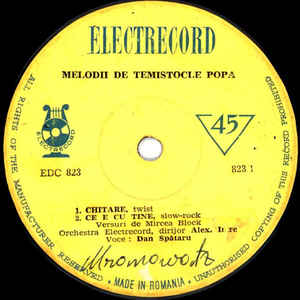 ELECTRECORD
MELODII DE TEMISTOCLE POPA
ELECTRECORD
45
EDC 823
823 1
1. CHITARE, twist
2. CE E CU TINE, slow-rock
Versuri de Mircea Block
Orchestra Electrecord, dirijor Alex.
Voce : Dan Spătaru
MADE IN ROMANIA
ALL RIGHTS OF THE MANUFACTURER RESERVED
UNAUTHORISED COPYING OF THIS RECORD PROHIBITED